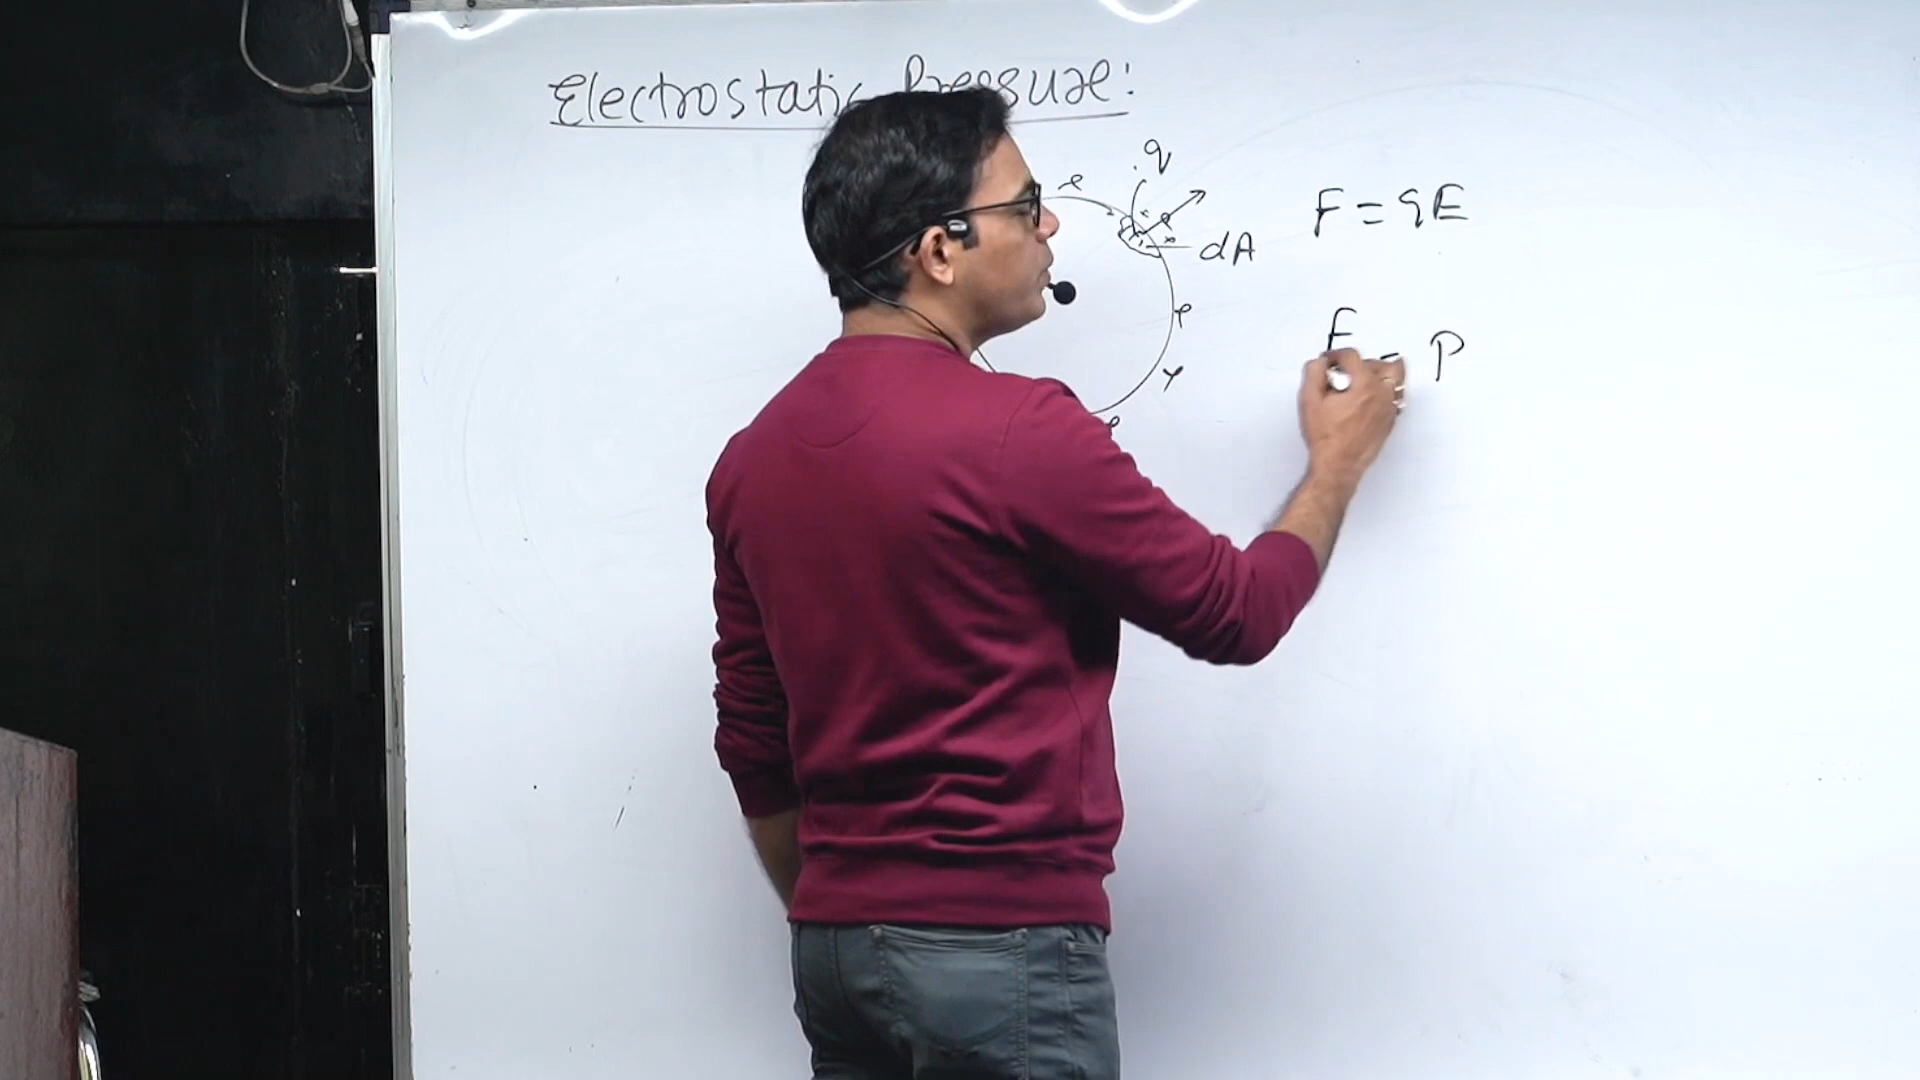 Electrostatic Pressure:
q
dA
F = qE
F = P